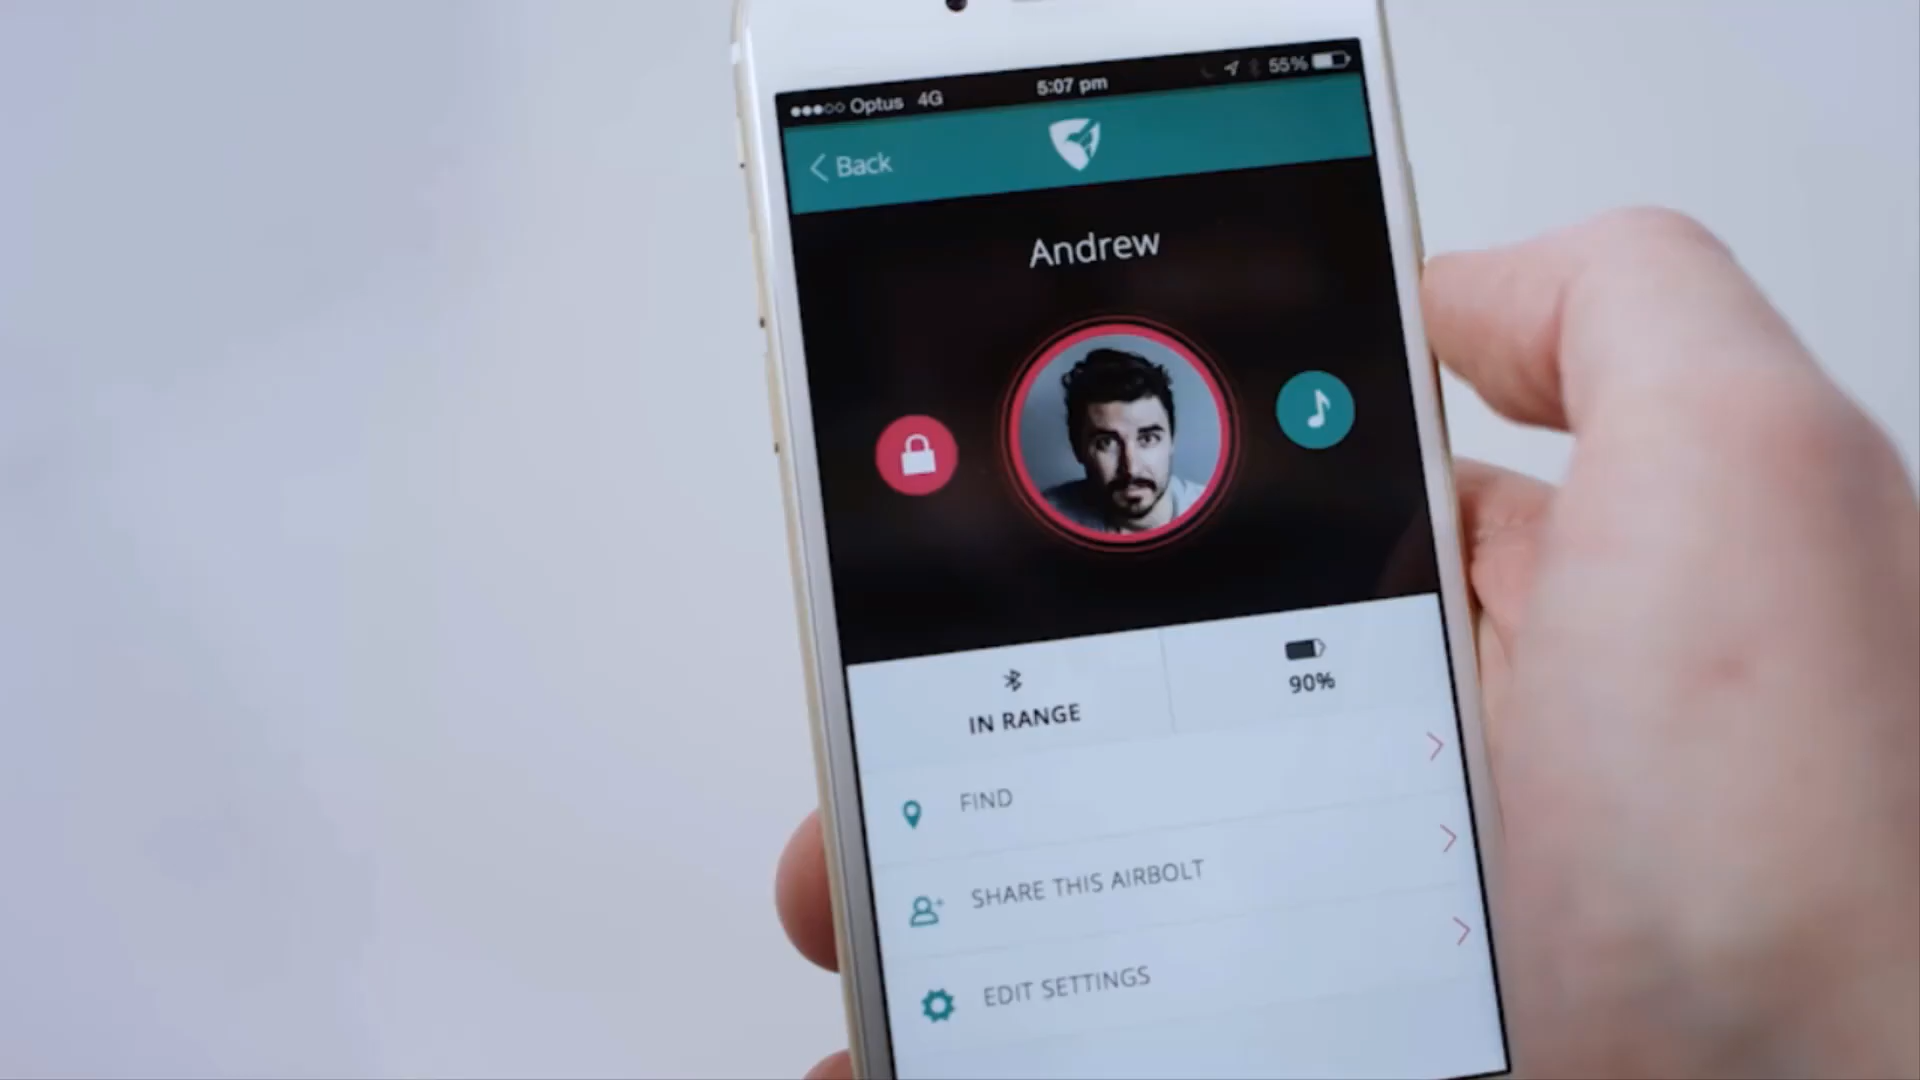 Optus 4G 5:07 pm 55%
Back
Andrew
IN RANGE
90%
FIND
SHARE THIS AIRBOLT
EDIT SETTINGS